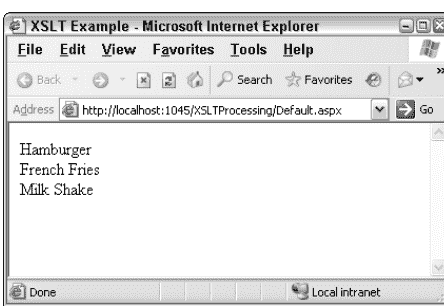 XSLT Example - Microsoft Internet Explorer
File Edit View Favorites Tools Help
Back Search Favorites »
Address http://localhost:1045/XSLTProcessing/Default.aspx Go
Hamburger
French Fries
Milk Shake
Done Local intranet